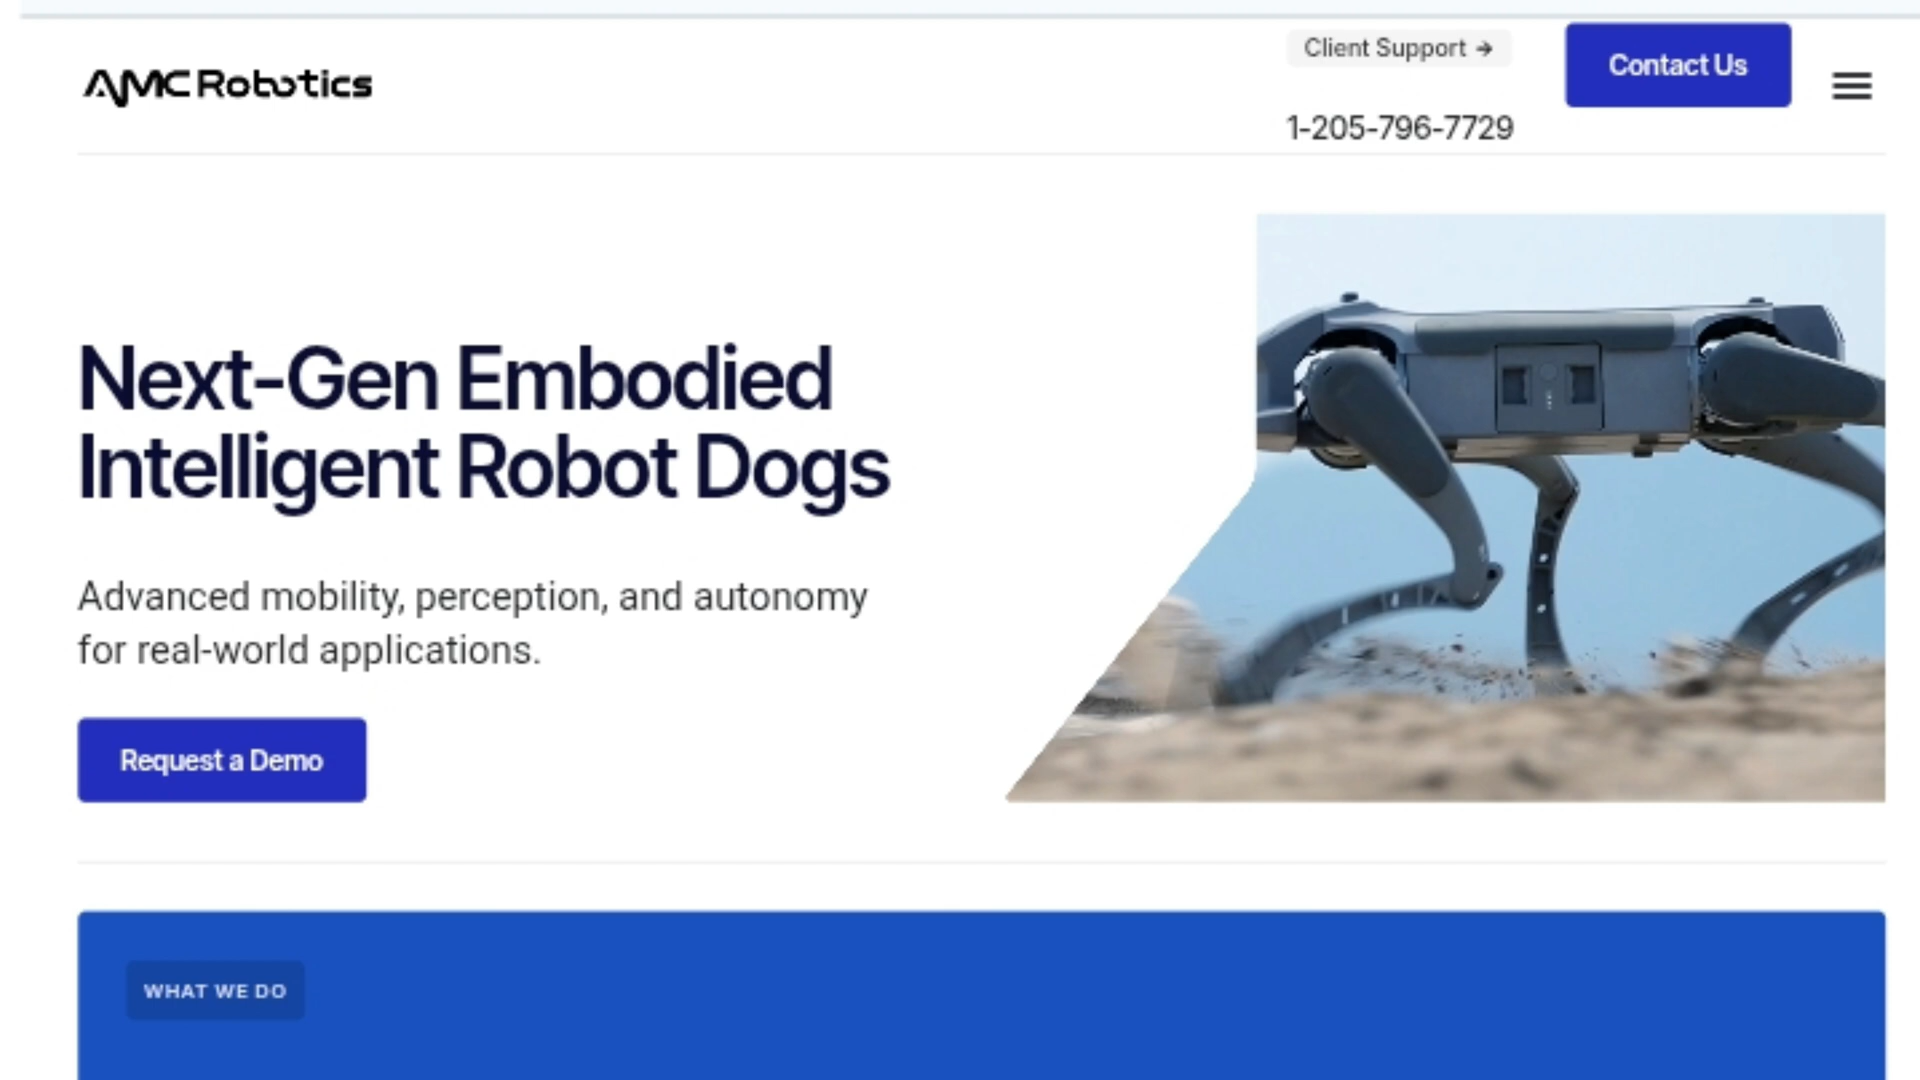 AMC Robotics
Client Support →
Contact Us
1-205-796-7729
Next-Gen Embodied
Intelligent Robot Dogs
Advanced mobility, perception, and autonomy
for real-world applications.
Request a Demo
WHAT WE DO